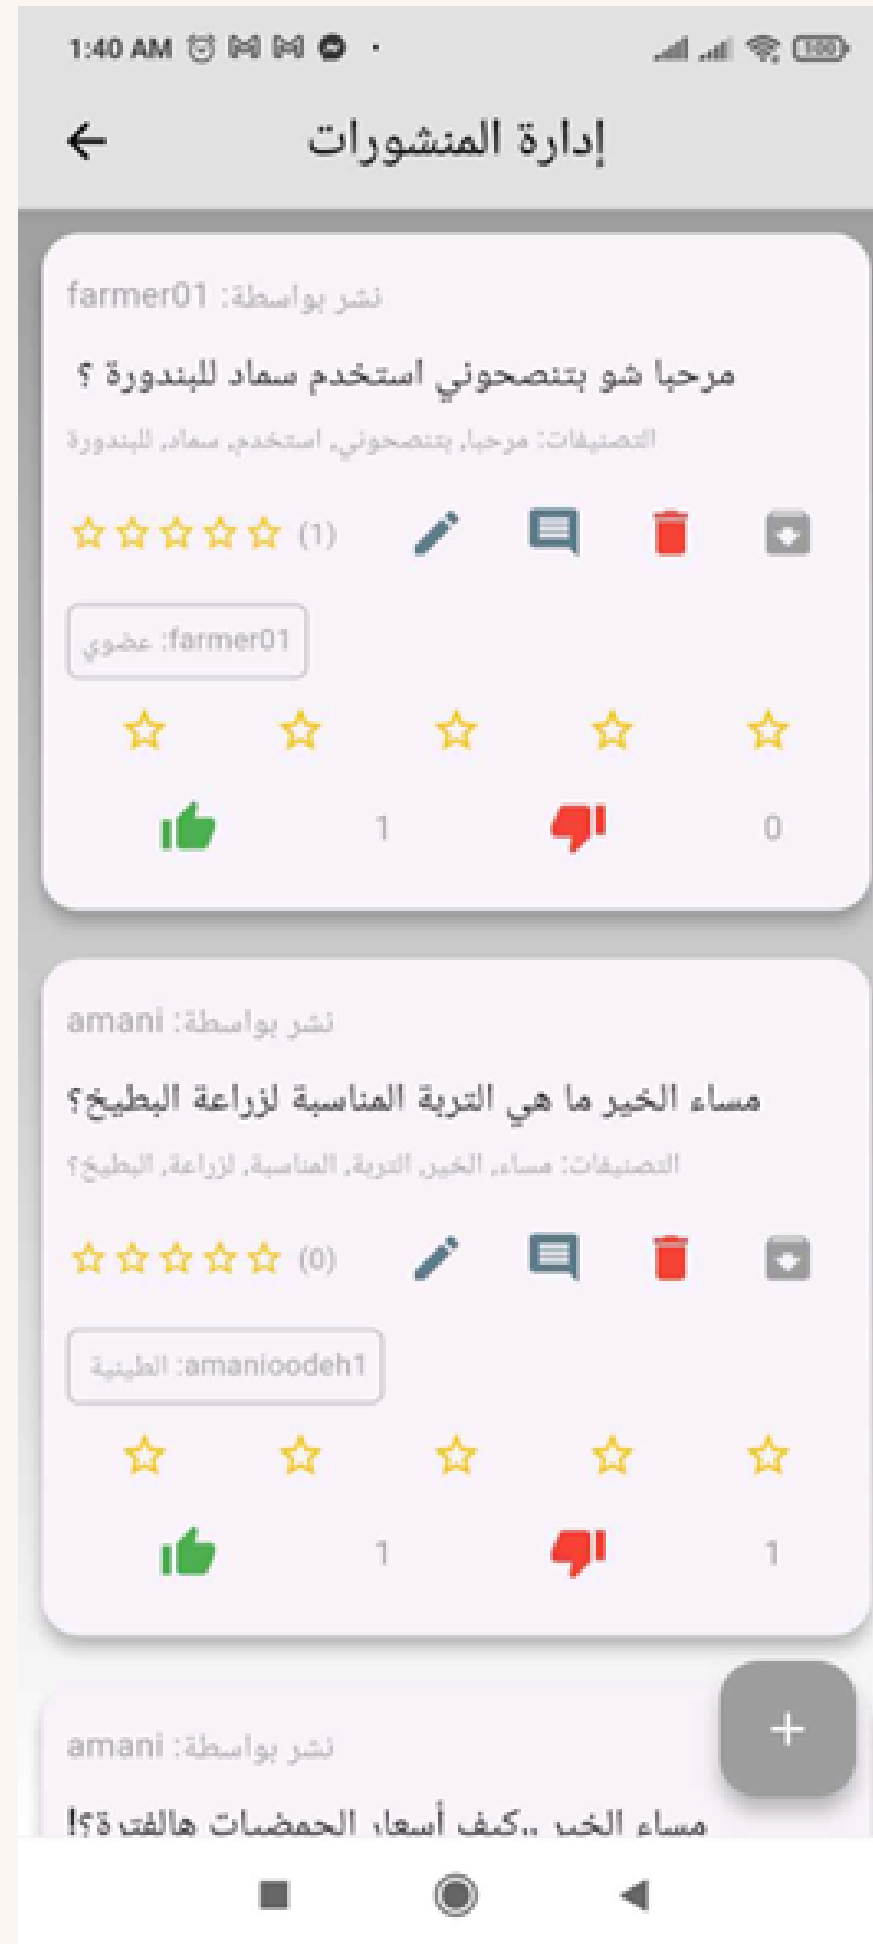 1:40 AM
100
إدارة المنشورات
نشر بواسطة: farmer01
مرحبا شو بتنصحوني استخدم سماد للبندورة ؟
التصنيفات: مرحبا, بتنصحوني, استخدم, سماد, للبندورة
(1)
farmer01: عضوي
1
0
نشر بواسطة: amani
مساء الخير ما هي التربة المناسبة لزراعة البطيخ؟
التصنيفات: مساء, الخير, التربة, المناسبة, لزراعة, البطيخ؟
(0)
amanioodeh1: الطينية
1
1
+
نشر بواسطة: amani
مساء الخير ..كيف أسعار الحمضيات هالفترة؟!